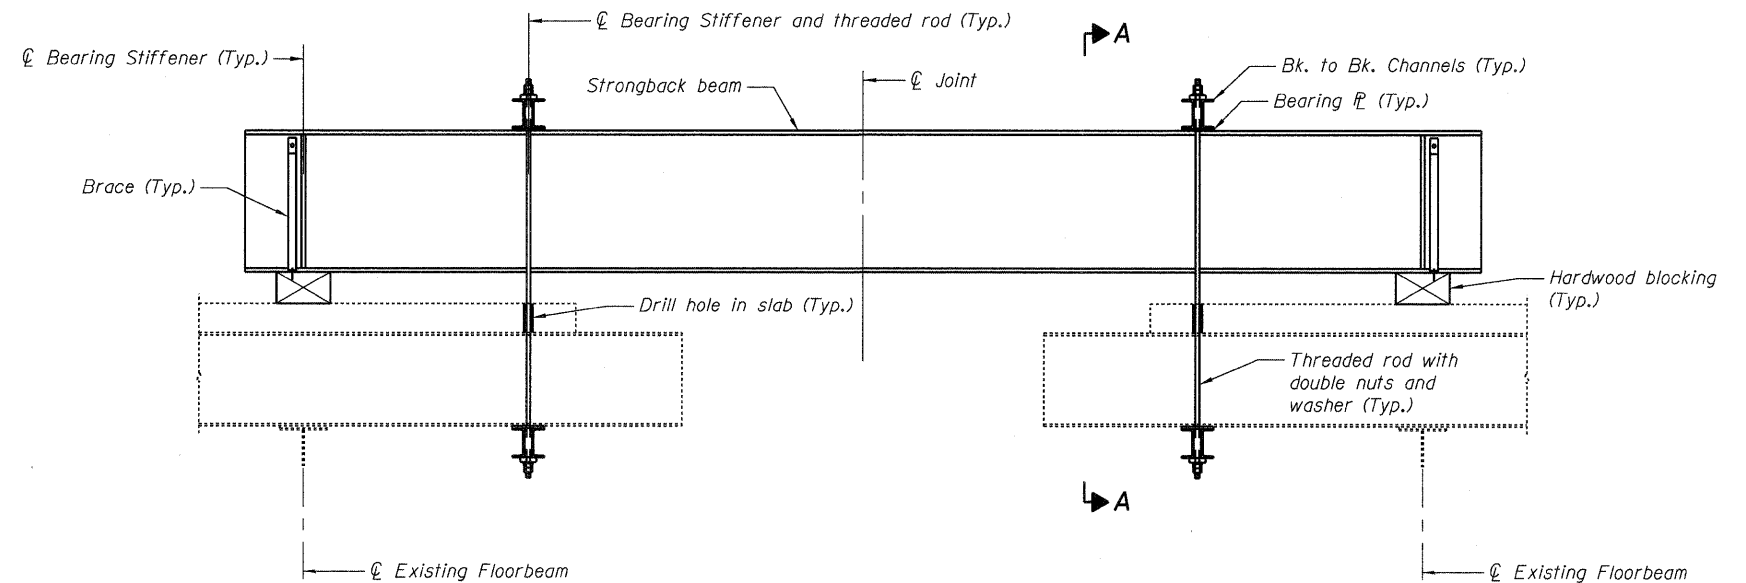 ℄ Bearing Stiffener and threaded rod (Typ.)
A
℄ Bearing Stiffener (Typ.)
Bk. to Bk. Channels (Typ.)
Strongback beam
℄ Joint
Bearing ⅊ (Typ.)
Brace (Typ.)
Hardwood blocking
(Typ.)
Drill hole in slab (Typ.)
Threaded rod with
double nuts and
washer (Typ.)
A
℄ Existing Floorbeam
℄ Existing Floorbeam